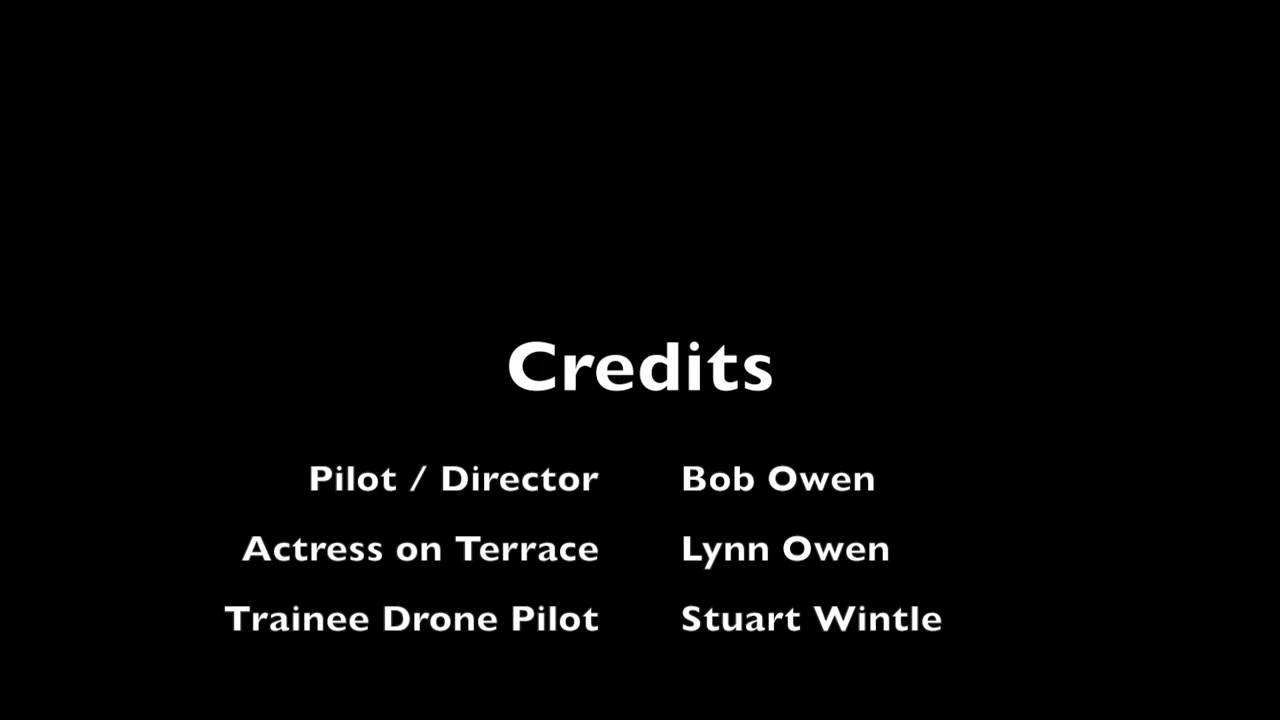 Credits
Pilot / Director Bob Owen
Actress on Terrace Lynn Owen
Trainee Drone Pilot Stuart Wintle